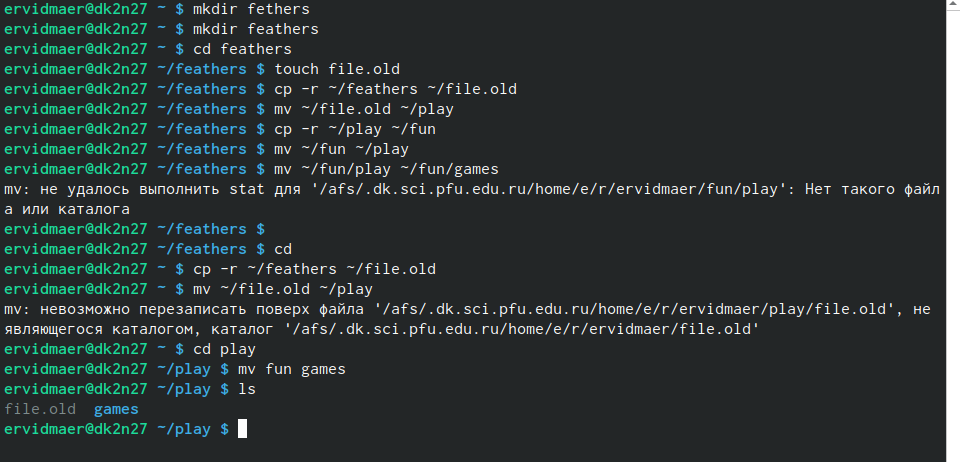 ervidmaer@dk2n27 ~ $ mkdir fethers
ervidmaer@dk2n27 ~ $ mkdir feathers
ervidmaer@dk2n27 ~ $ cd feathers
ervidmaer@dk2n27 ~/feathers $ touch file.old
ervidmaer@dk2n27 ~/feathers $ cp -r ~/feathers ~/file.old
ervidmaer@dk2n27 ~/feathers $ mv ~/file.old ~/play
ervidmaer@dk2n27 ~/feathers $ cp -r ~/play ~/fun
ervidmaer@dk2n27 ~/feathers $ mv ~/fun ~/play
ervidmaer@dk2n27 ~/feathers $ mv ~/fun/play ~/fun/games
mv: не удалось выполнить stat для '/afs/.dk.sci.pfu.edu.ru/home/e/r/ervidmaer/fun/play': Нет такого файл
а или каталога
ervidmaer@dk2n27 ~/feathers $
ervidmaer@dk2n27 ~/feathers $ cd
ervidmaer@dk2n27 ~ $ cp -r ~/feathers ~/file.old
ervidmaer@dk2n27 ~ $ mv ~/file.old ~/play
mv: невозможно перезаписать поверх файла '/afs/.dk.sci.pfu.edu.ru/home/e/r/ervidmaer/play/file.old', не
являющегося каталогом, каталог '/afs/.dk.sci.pfu.edu.ru/home/e/r/ervidmaer/file.old'
ervidmaer@dk2n27 ~ $ cd play
ervidmaer@dk2n27 ~/play $ mv fun games
ervidmaer@dk2n27 ~/play $ ls
file.old  games
ervidmaer@dk2n27 ~/play $